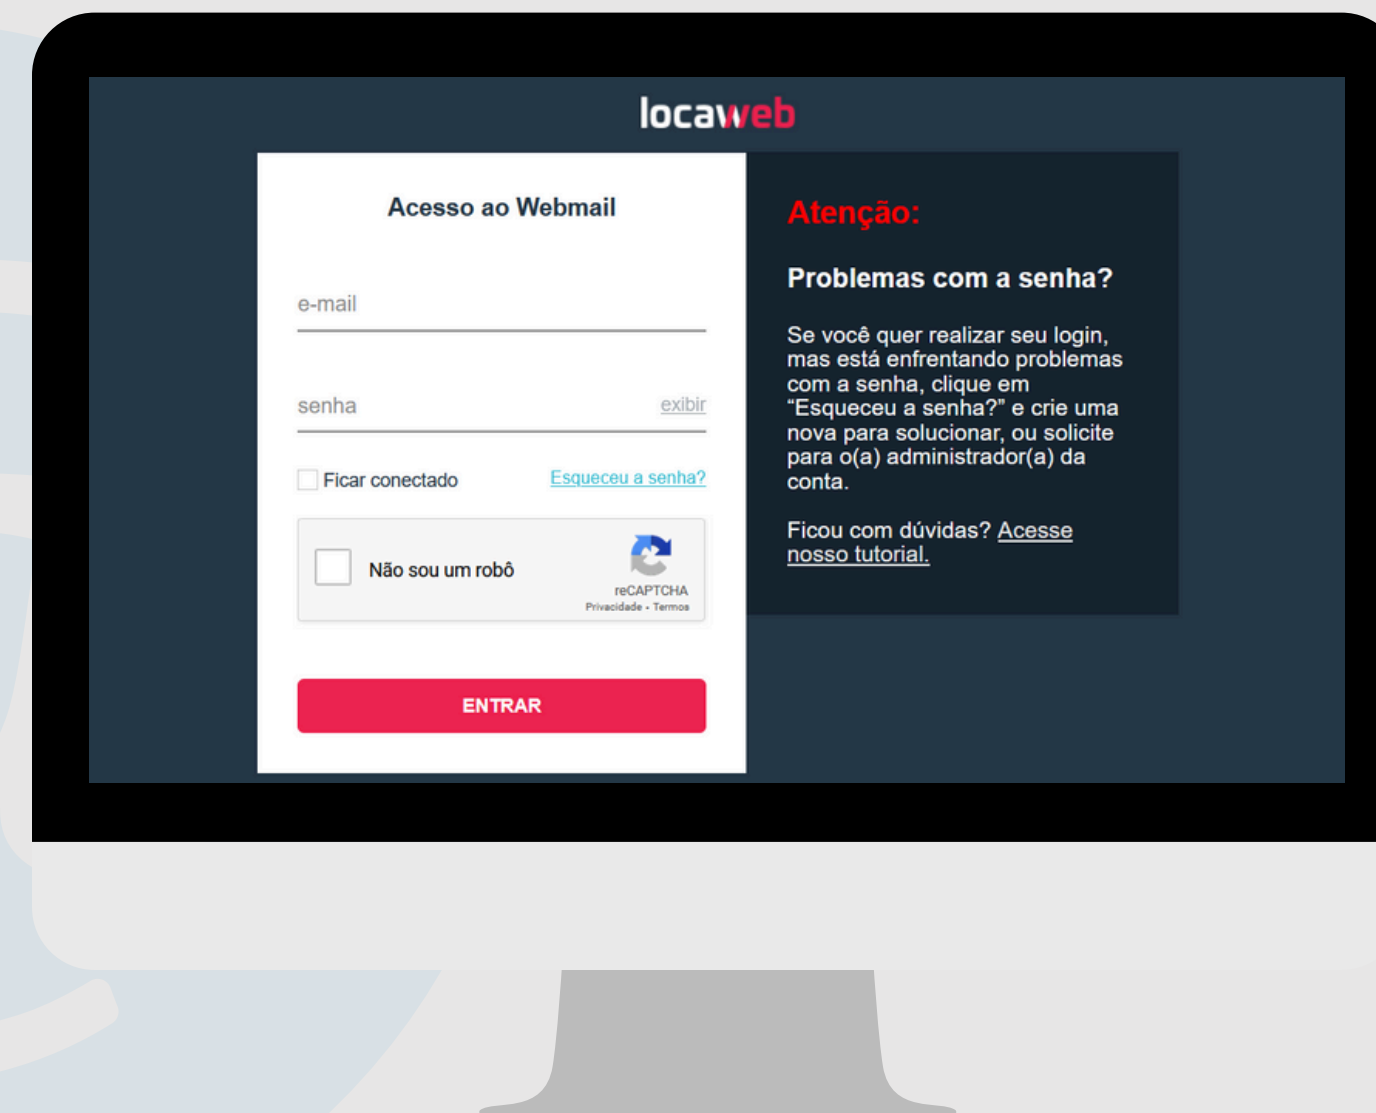 locaweb
Acesso ao Webmail
e-mail
senha
exibir
Ficar conectado
Esqueceu a senha?
Não sou um robô
reCAPTCHA
Privacidade - Termos
ENTRAR
Atenção:
Problemas com a senha?
Se você quer realizar seu login,
mas está enfrentando problemas
com a senha, clique em
“Esqueceu a senha?” e crie uma
nova para solucionar, ou solicite
para o(a) administrador(a) da
conta.
Ficou com dúvidas? Acesse
nosso tutorial.